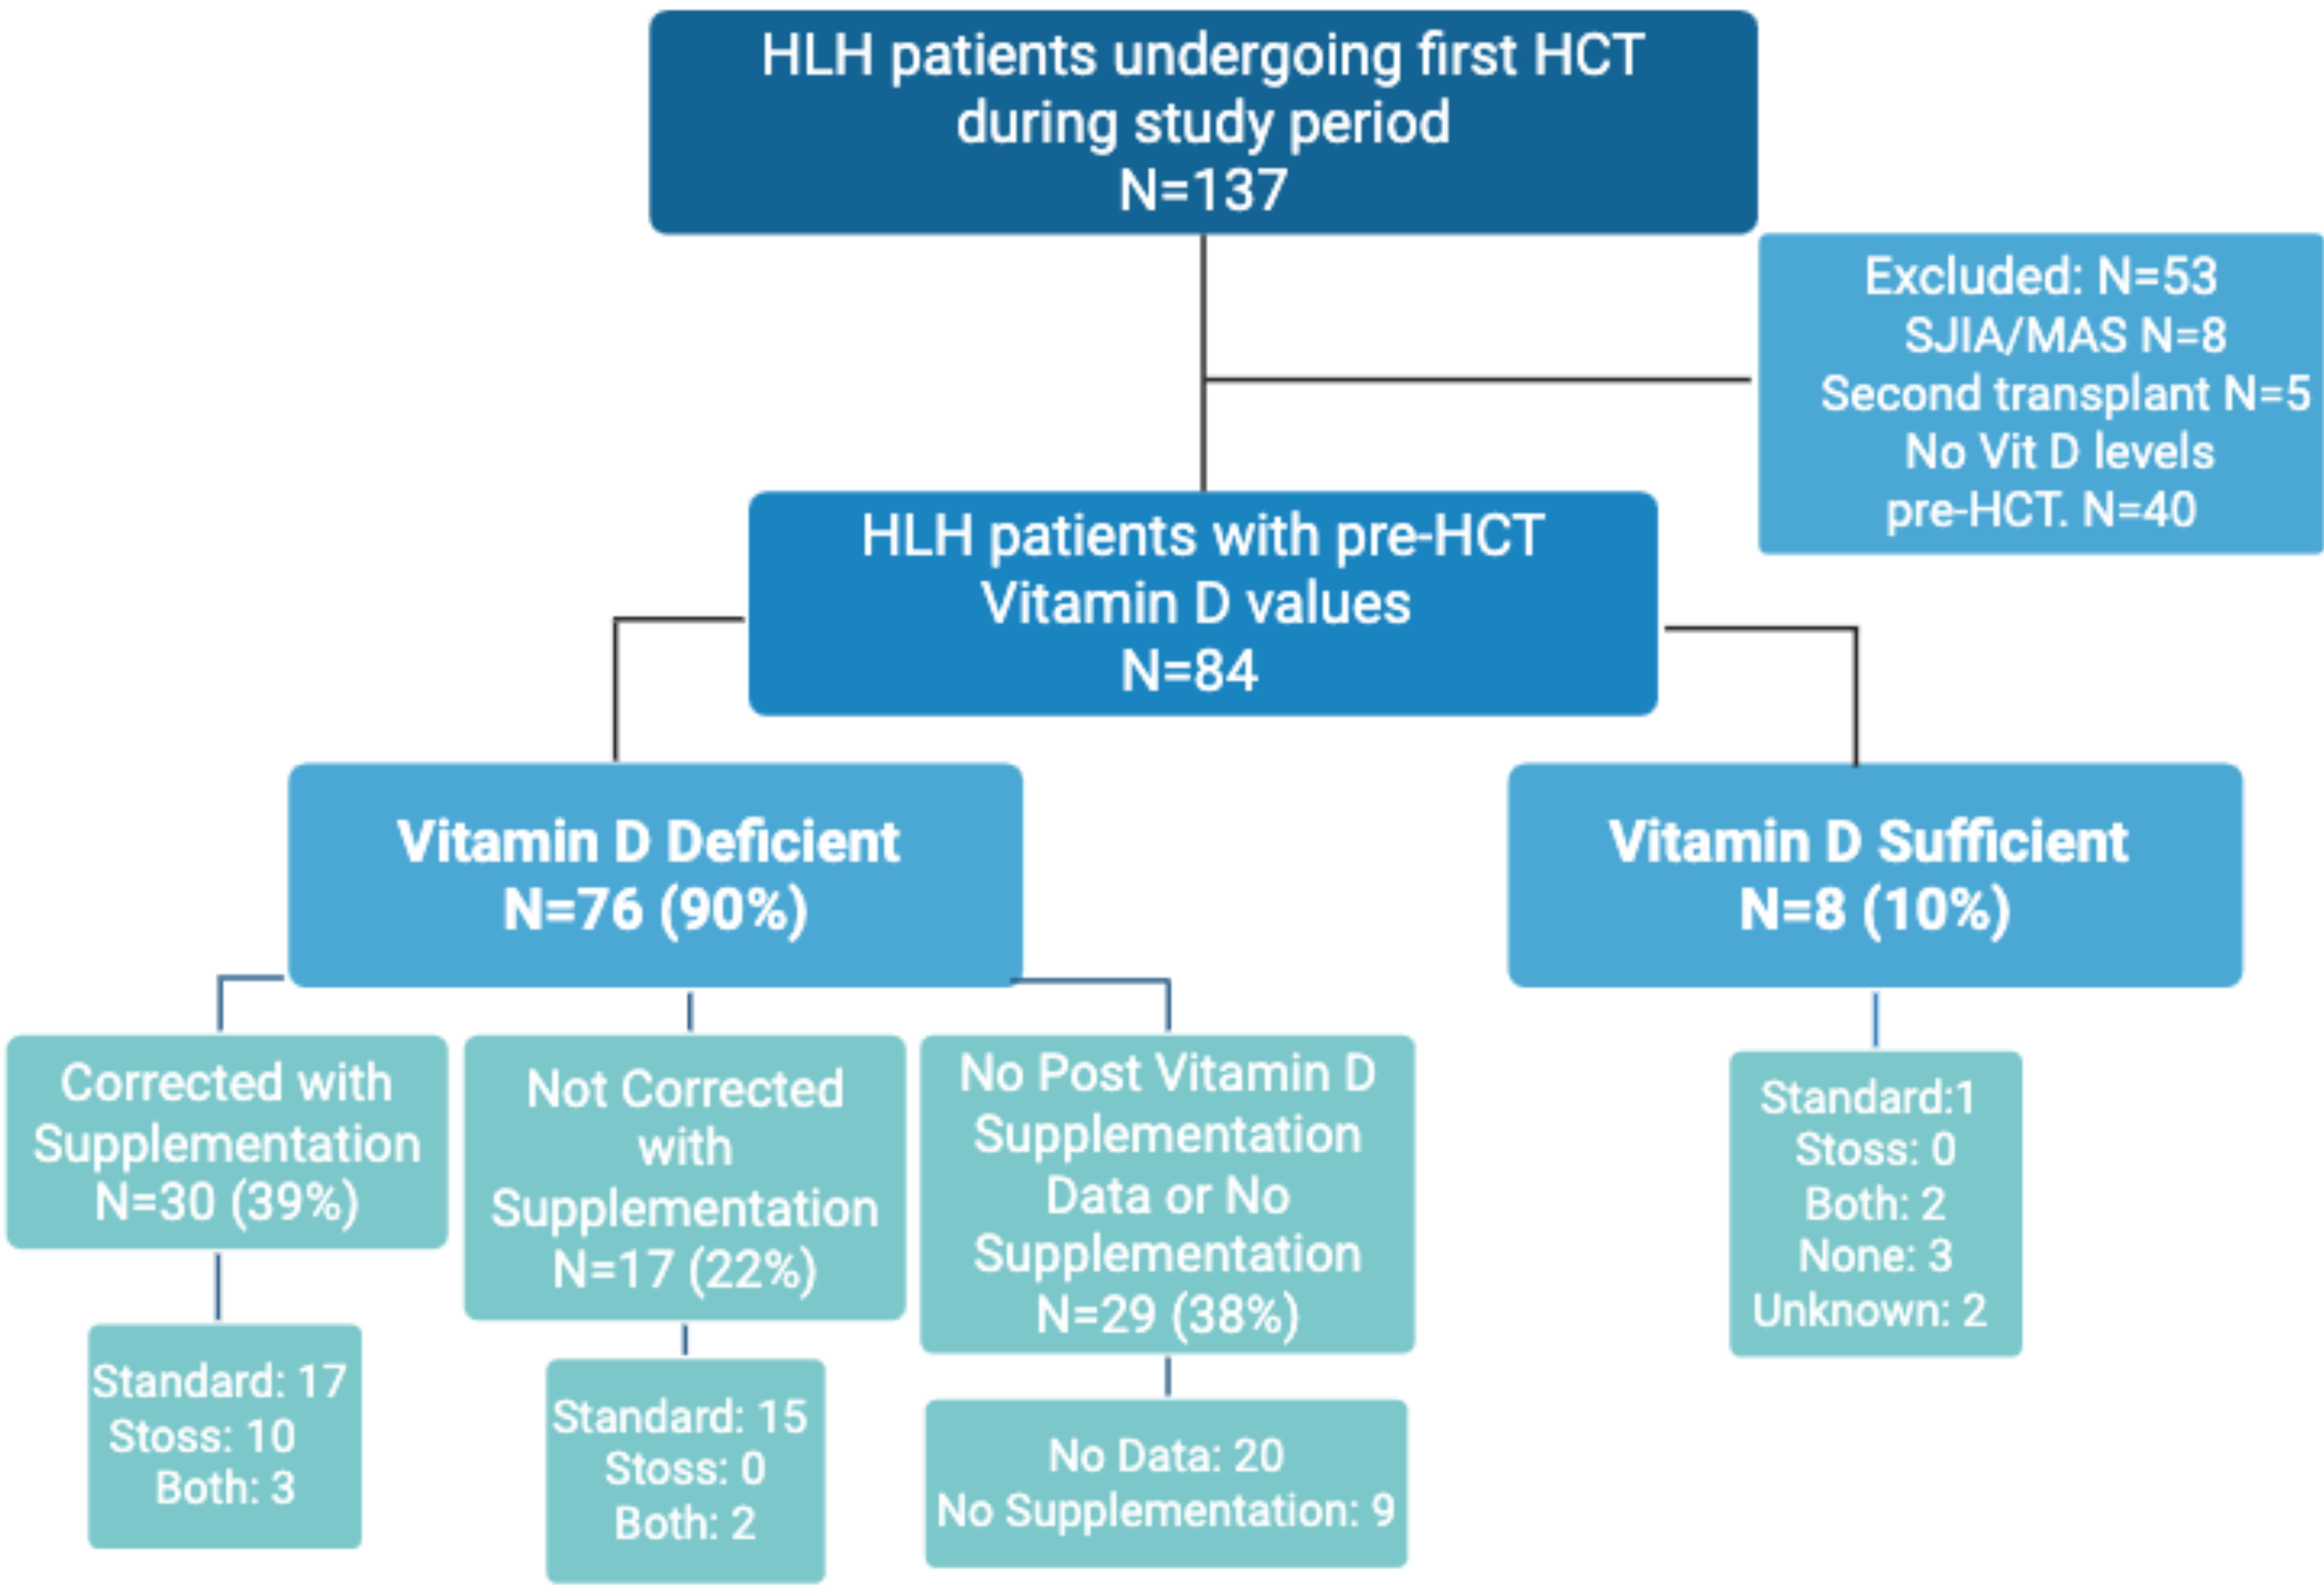 HLH patients undergoing first HCT
during study period
N=137
Excluded: N=53
SJIA/MAS N=8
Second transplant N=5
No Vit D levels
pre-HCT. N=40
HLH patients with pre-HCT
Vitamin D values
N=84
Vitamin D Deficient
N=76 (90%)
Vitamin D Sufficient
N=8 (10%)
Corrected with
Supplementation
N=30 (39%)
Not Corrected
with
Supplementation
N=17 (22%)
No Post Vitamin D
Supplementation
Data or No
Supplementation
N=29 (38%)
Standard:1
Stoss: 0
Both: 2
None: 3
Unknown: 2
Standard: 17
Stoss: 10
Both: 3
Standard: 15
Stoss: 0
Both: 2
No Data: 20
No Supplementation: 9